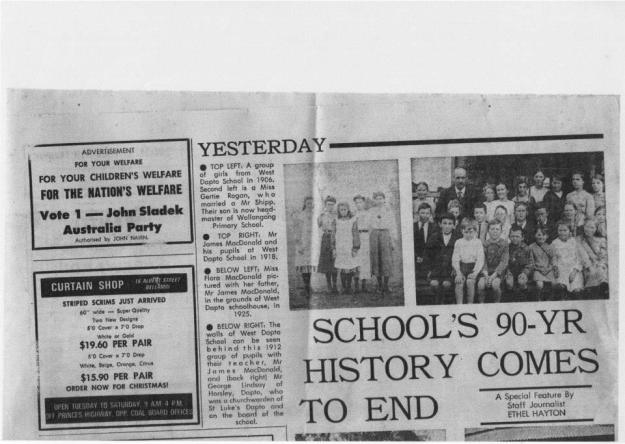 ADVERTISEMENT
FOR YOUR WELFARE
FOR YOUR CHILDREN'S WELFARE
FOR THE NATION'S WELFARE
Vote 1 — John Sladek
Australia Party
Authorised by JOHN
CURTAIN SHOP
STREET
STRIPED SCRIMS JUST ARRIVED
60" wide — Super Quality
Two New Designs
6'0 Cover x 7'0 Drop
White or Gold
$19.60 PER PAIR
6'0 Cover x 7'0 Drop
White, Beige, Orange, Citrus
$15.90 PER PAIR
ORDER NOW FOR CHRISTMAS!
OPEN TUESDAY TO SATURDAY, 9 A.M. 4 P.M.
OFF PRINCES HIGHWAY, OPP. COAL BOARD OFFICES
YESTERDAY
● TOP LEFT: A group
of girls from West
Dapto School in 1906.
Second left is a Miss
Gertie Rogan, who
married a Mr Shipp.
Their son is now head-
master of Wollongong
Primary School.
● TOP RIGHT: Mr
James MacDonald and
his pupils at West
Dapto School in 1918.
● BELOW LEFT: Miss
Flora MacDonald pic-
tured with her father,
Mr James MacDonald,
in the grounds of West
Dapto schoolhouse, in
1925.
● BELOW RIGHT: The
walls of West Dapto
School can be seen
behind this 1912
group of pupils with
their teacher, Mr
James MacDonald,
and (back right) Mr
George Lindsay of
Horsley, Dapto, who
was a churchwarden of
St Luke's Dapto and
on the board of the
school.
SCHOOL'S 90-YR
HISTORY COMES
TO END
A Special Feature By
Staff Journalist
ETHEL HAYTON